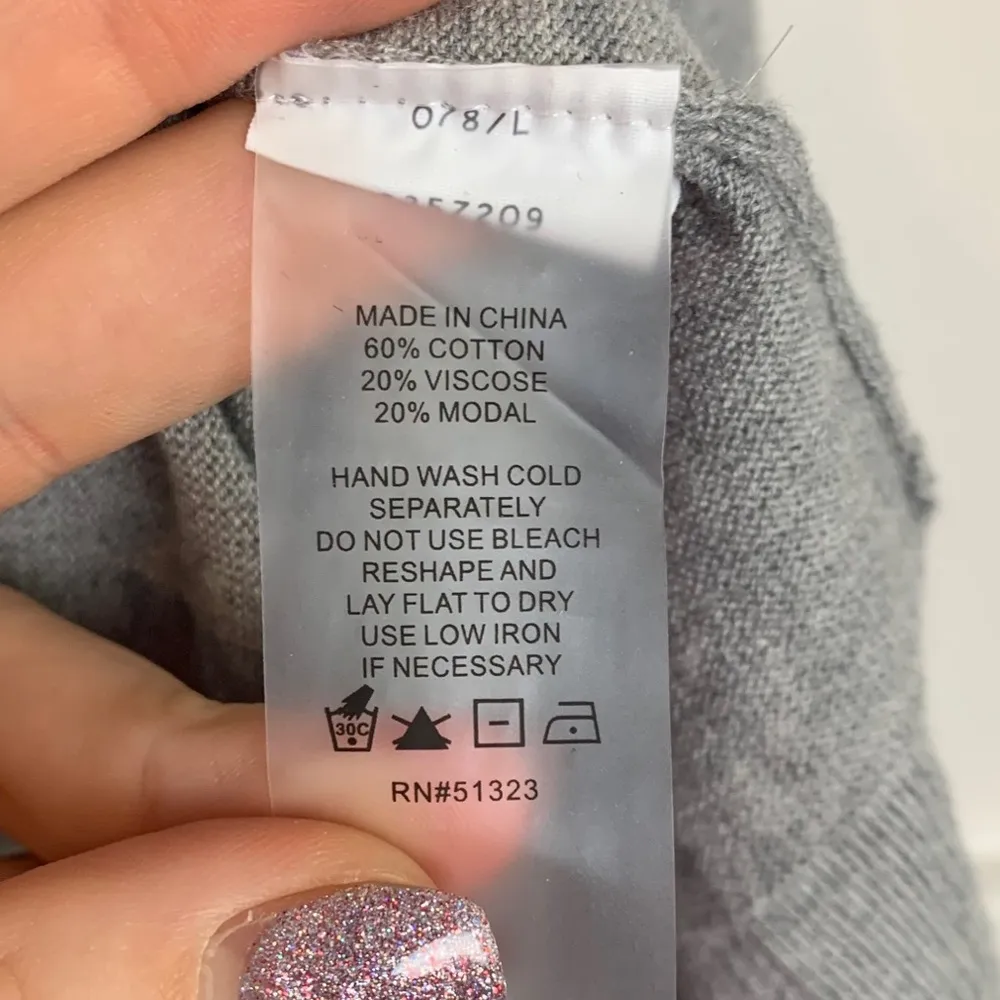 078/L
57209
MADE IN CHINA
60% COTTON
20% VISCOSE
20% MODAL
HAND WASH COLD
SEPARATELY
DO NOT USE BLEACH
RESHAPE AND
LAY FLAT TO DRY
USE LOW IRON
IF NECESSARY
30C
RN#51323